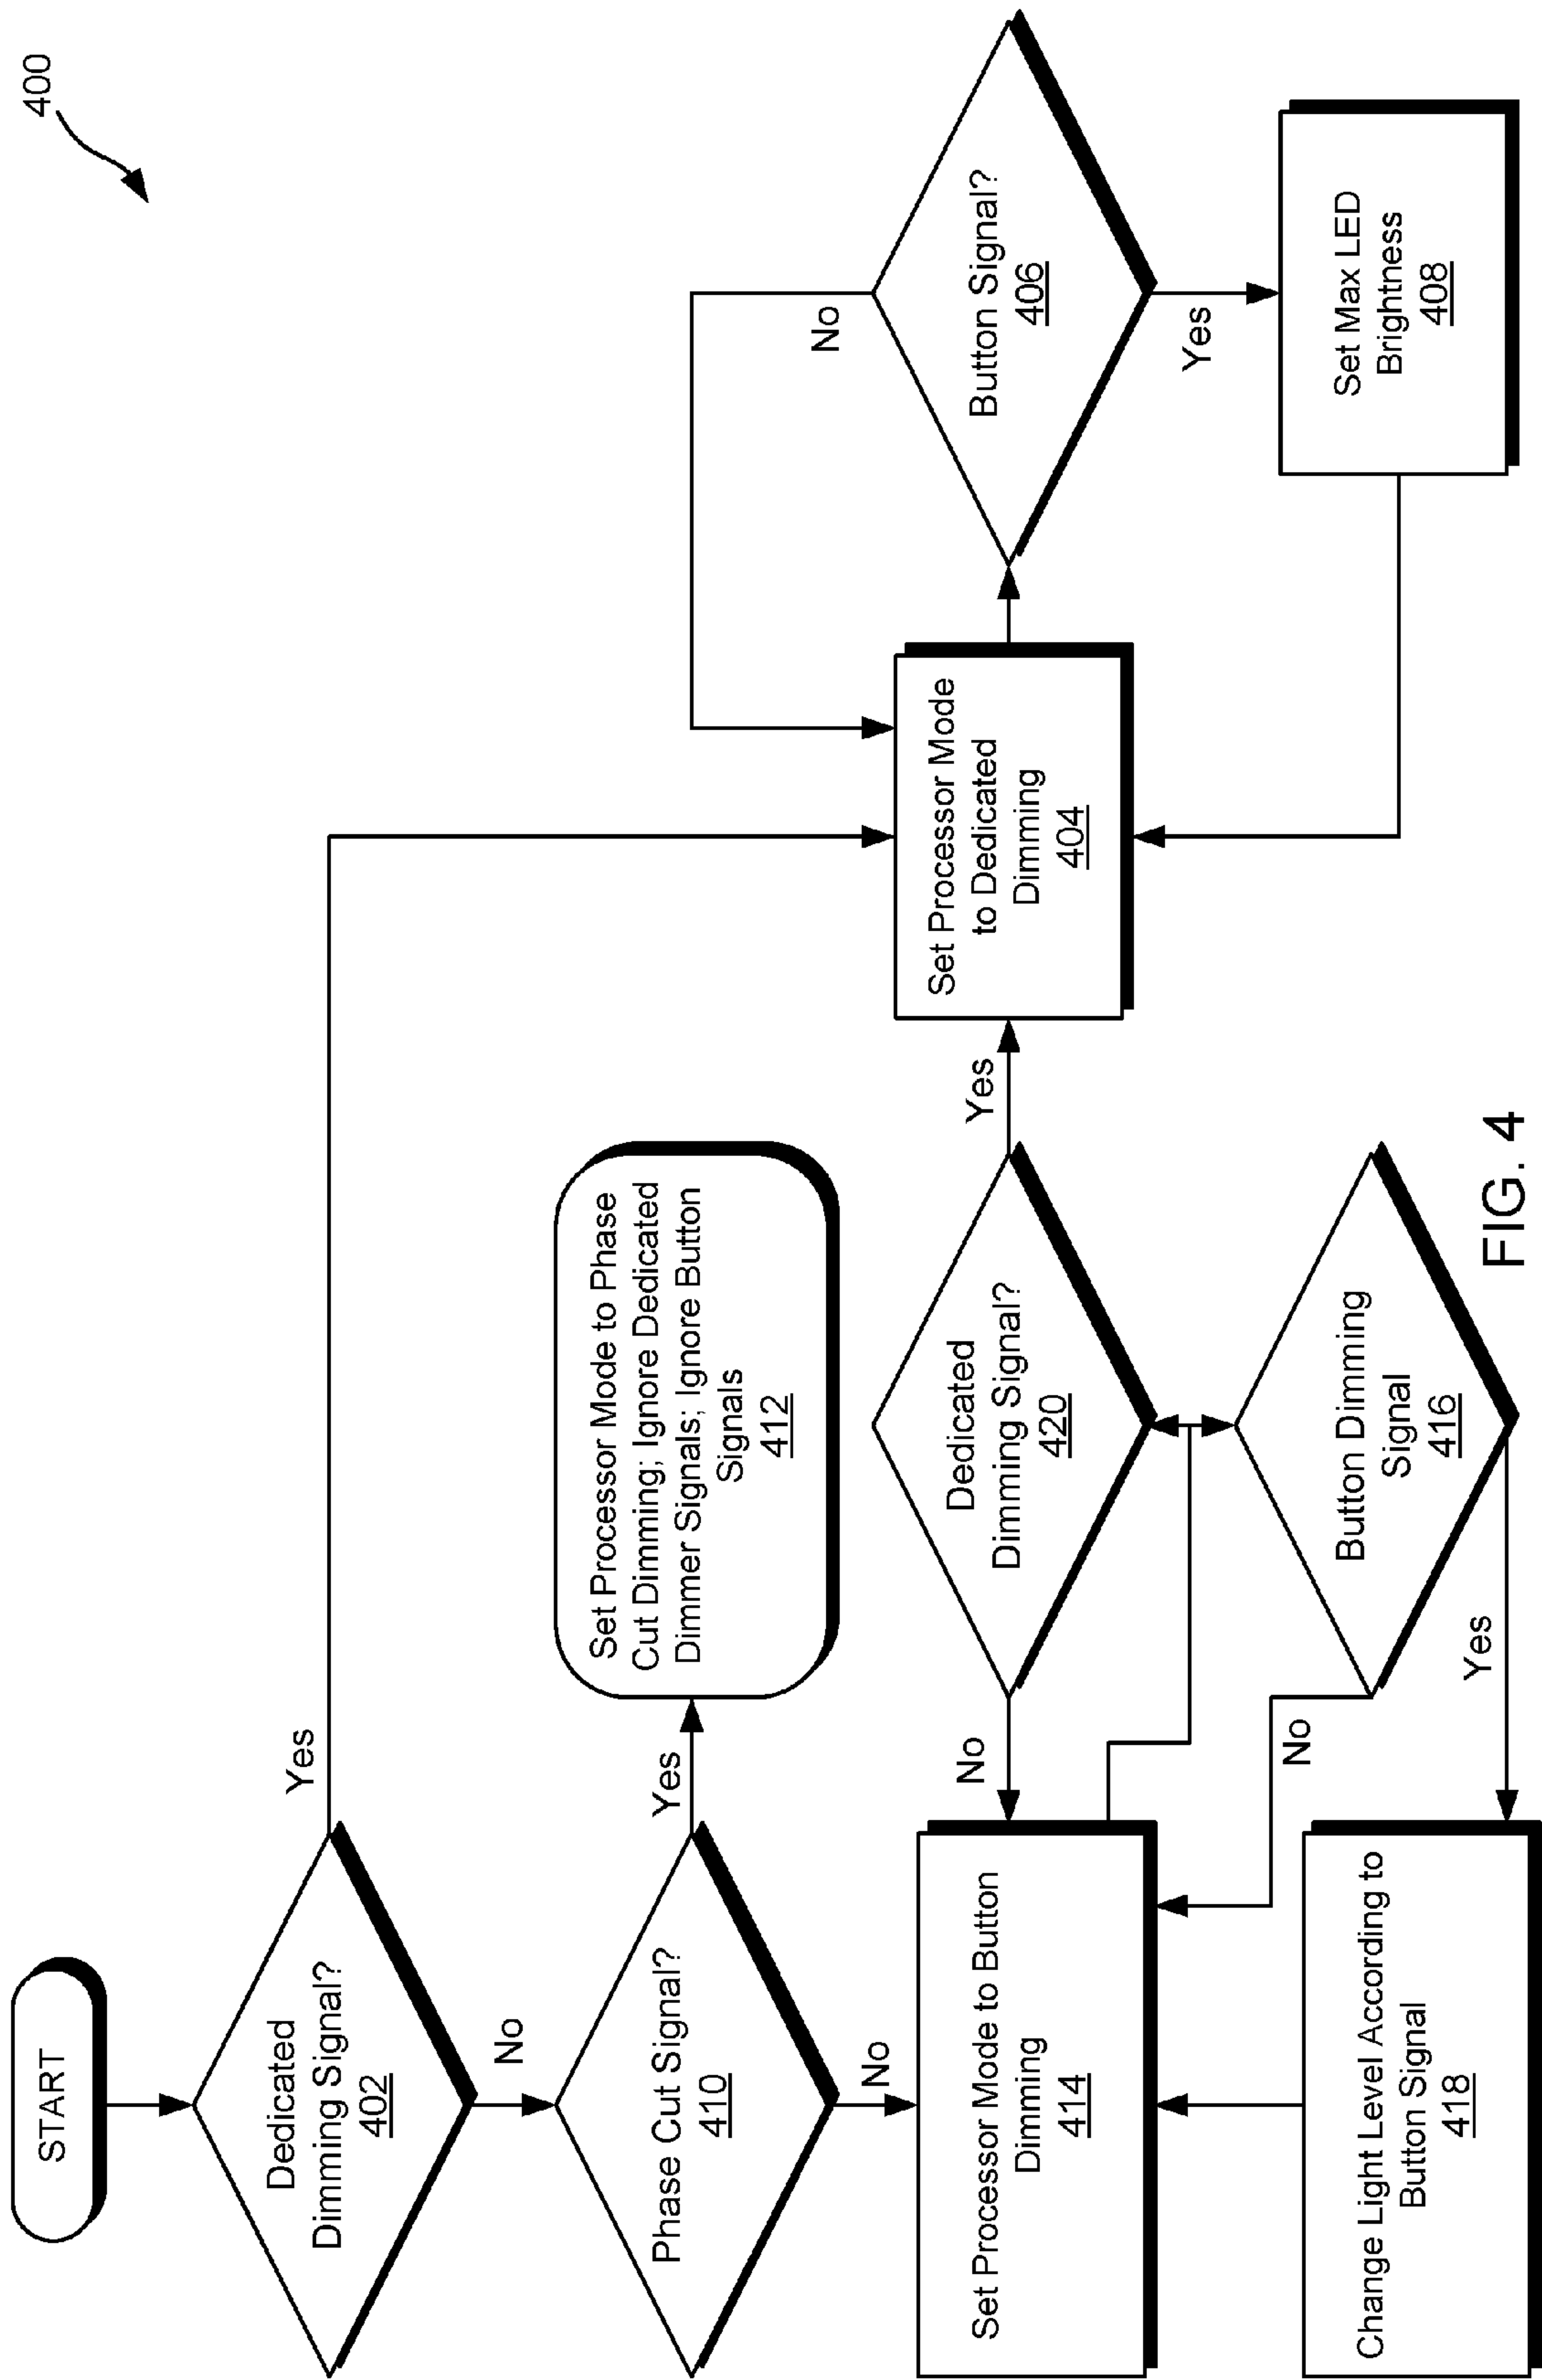 400
START
Dedicated
Dimming Signal?
402
Yes
No
Phase Cut Signal?
410
Yes
No
Set Processor Mode to Phase
Cut Dimming; Ignore Dedicated
Dimmer Signals; Ignore Button
Signals
412
Set Processor Mode to Button
Dimming
414
No
Dedicated
Dimming Signal?
420
Yes
Set Processor Mode
to Dedicated
Dimming
404
No
Button Signal?
406
Yes
Set Max LED
Brightness
408
No
Button Dimming
Signal
416
Yes
Change Light Level According to
Button Signal
418
FIG. 4